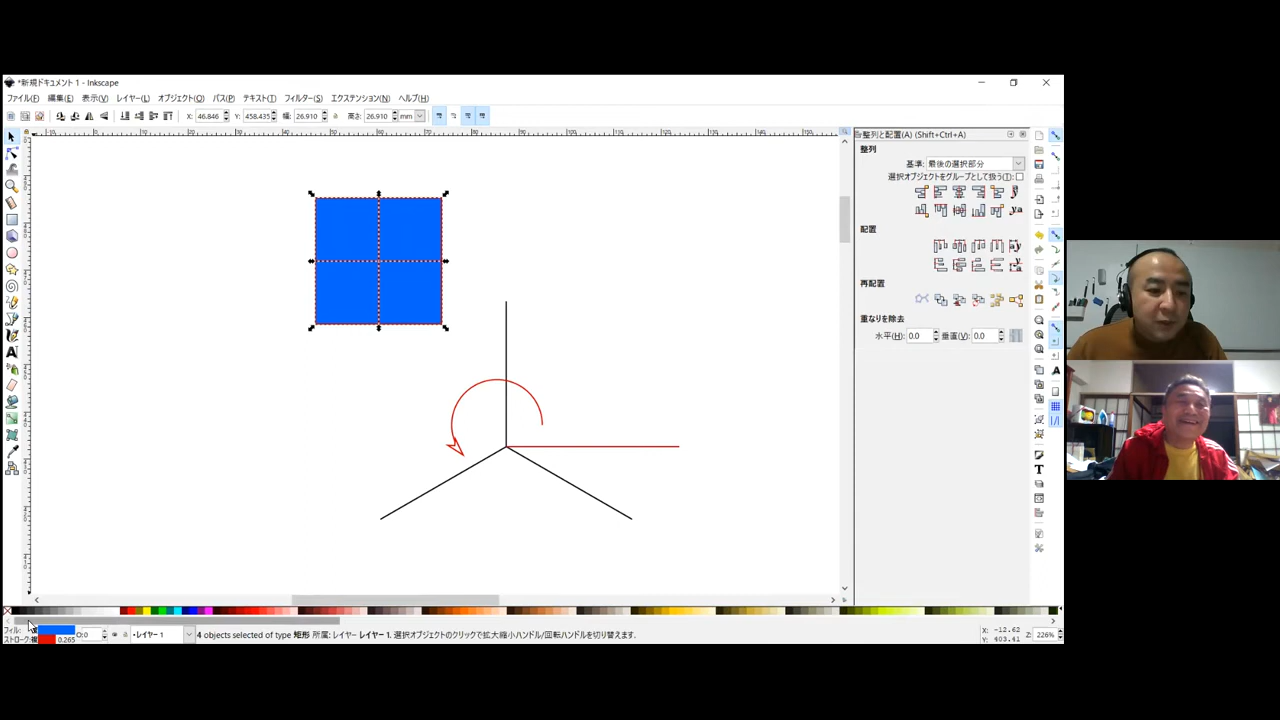 *新規ドキュメント 1 - Inkscape
ファイル(F) 編集(E) 表示(V) レイヤー(L) オブジェクト(O) パス(P) テキスト(T) フィルター(S) エクステンション(N) ヘルプ(H)
X: 46.846 Y: 458.435 幅: 26.910 高さ: 26.910 mm
整列と配置(A) (Shift+Ctrl+A)
整列
基準: 最後の選択部分
選択オブジェクトをグループとして扱う(T):
配置
再配置
重なりを除去
水平(H): 0.0 垂直(V): 0.0
フィル:
ストローク: 0.265
O:0
レイヤー 1
4 objects selected of type 矩形 所属: レイヤー レイヤー 1. 選択オブジェクトのクリックで拡大縮小ハンドル/回転ハンドルを切り替えます.
X: -12.62
Y: 403.41
Z: 226%